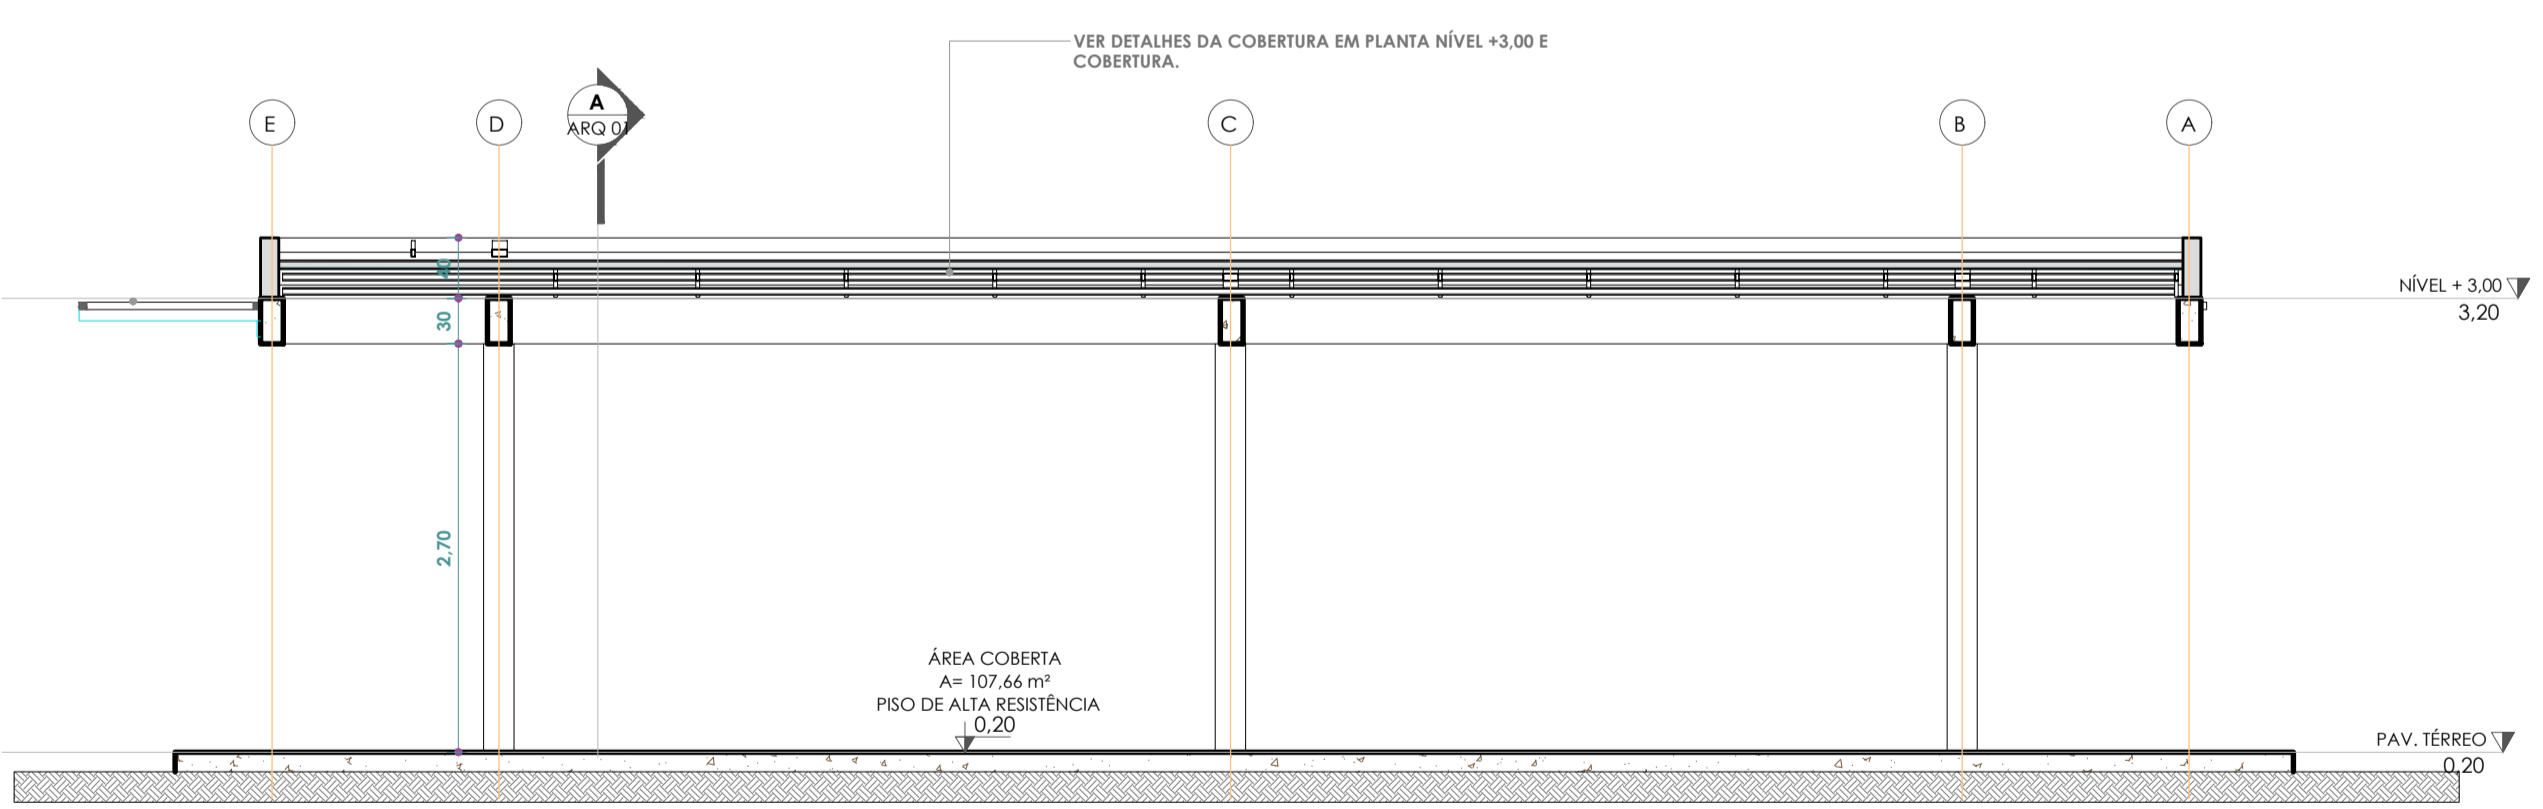 VER DETALHES DA COBERTURA EM PLANTA NÍVEL +3,00 E
COBERTURA.
E
D
A
ARQ 01
C
B
A
40
NÍVEL + 3,00
3,20
30
2,70
ÁREA COBERTA
A= 107,66 m²
PISO DE ALTA RESISTÊNCIA
0,20
PAV. TÉRREO
0,20